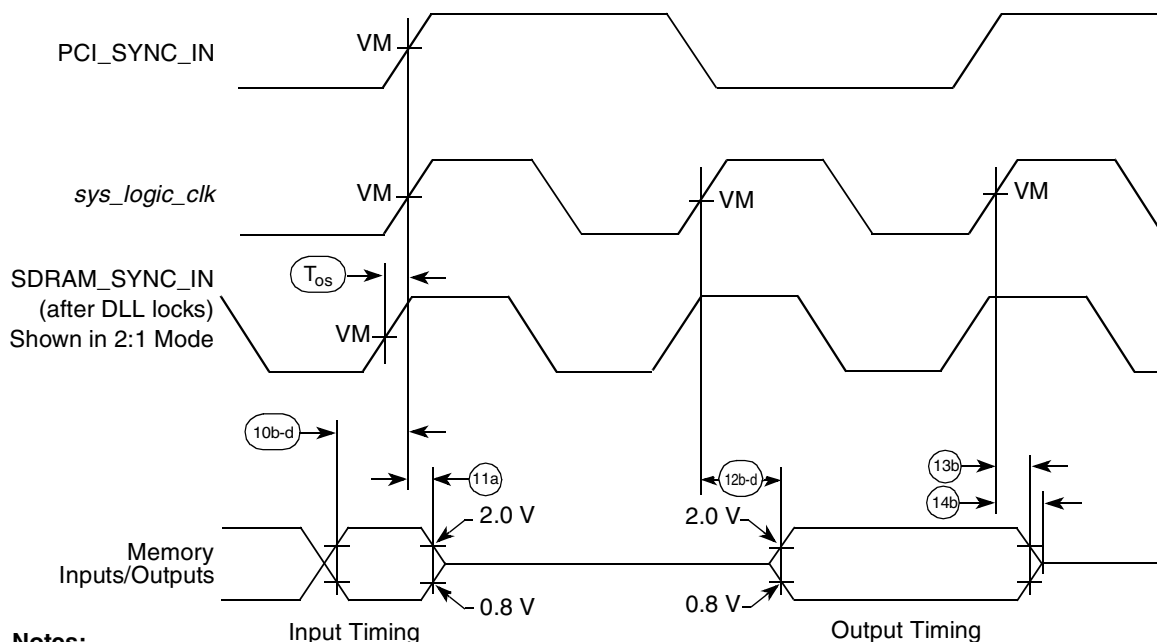 PCI_SYNC_IN
VM
sys_logic_clk
VM
VM
VM
SDRAM_SYNC_IN
(after DLL locks)
Shown in 2:1 Mode
Tos
VM
10b-d
11a
12b-d
13b
14b
2.0 V
2.0 V
Memory
Inputs/Outputs
0.8 V
0.8 V
Input Timing
Output Timing
Notes: